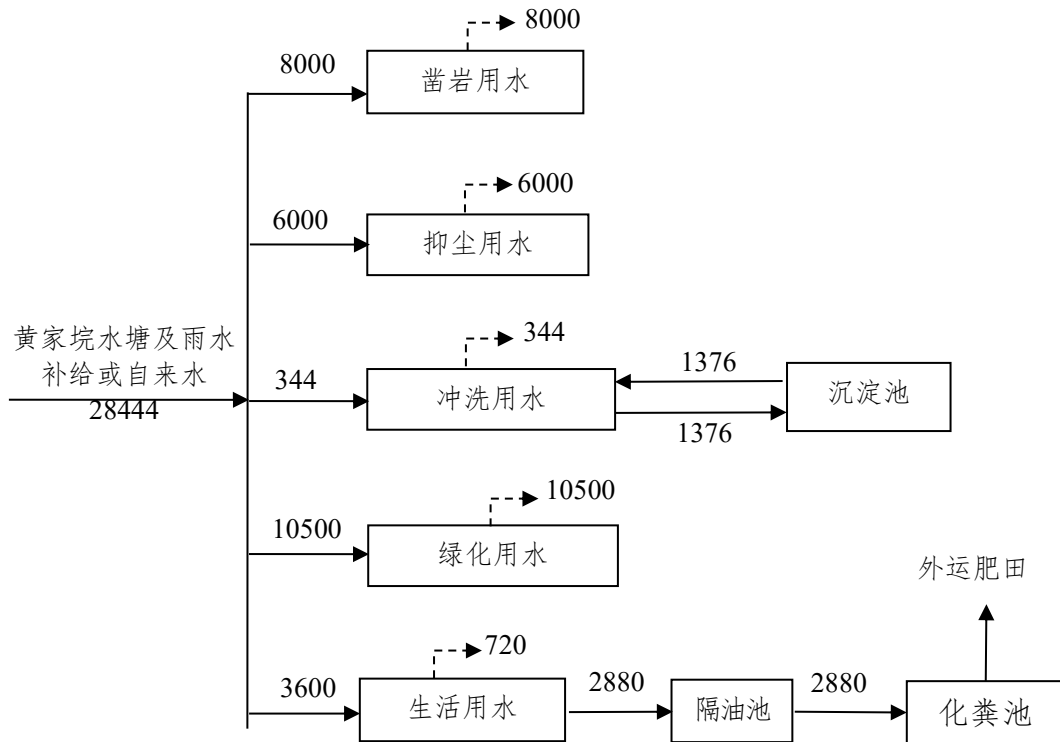 8000
8000
凿岩用水
6000
6000
抑尘用水
黄家垸水塘及雨水
补给或自来水
28444
344
344
冲洗用水
1376
1376
沉淀池
10500
10500
绿化用水
外运肥田
720
3600
生活用水
2880
隔油池
2880
化粪池